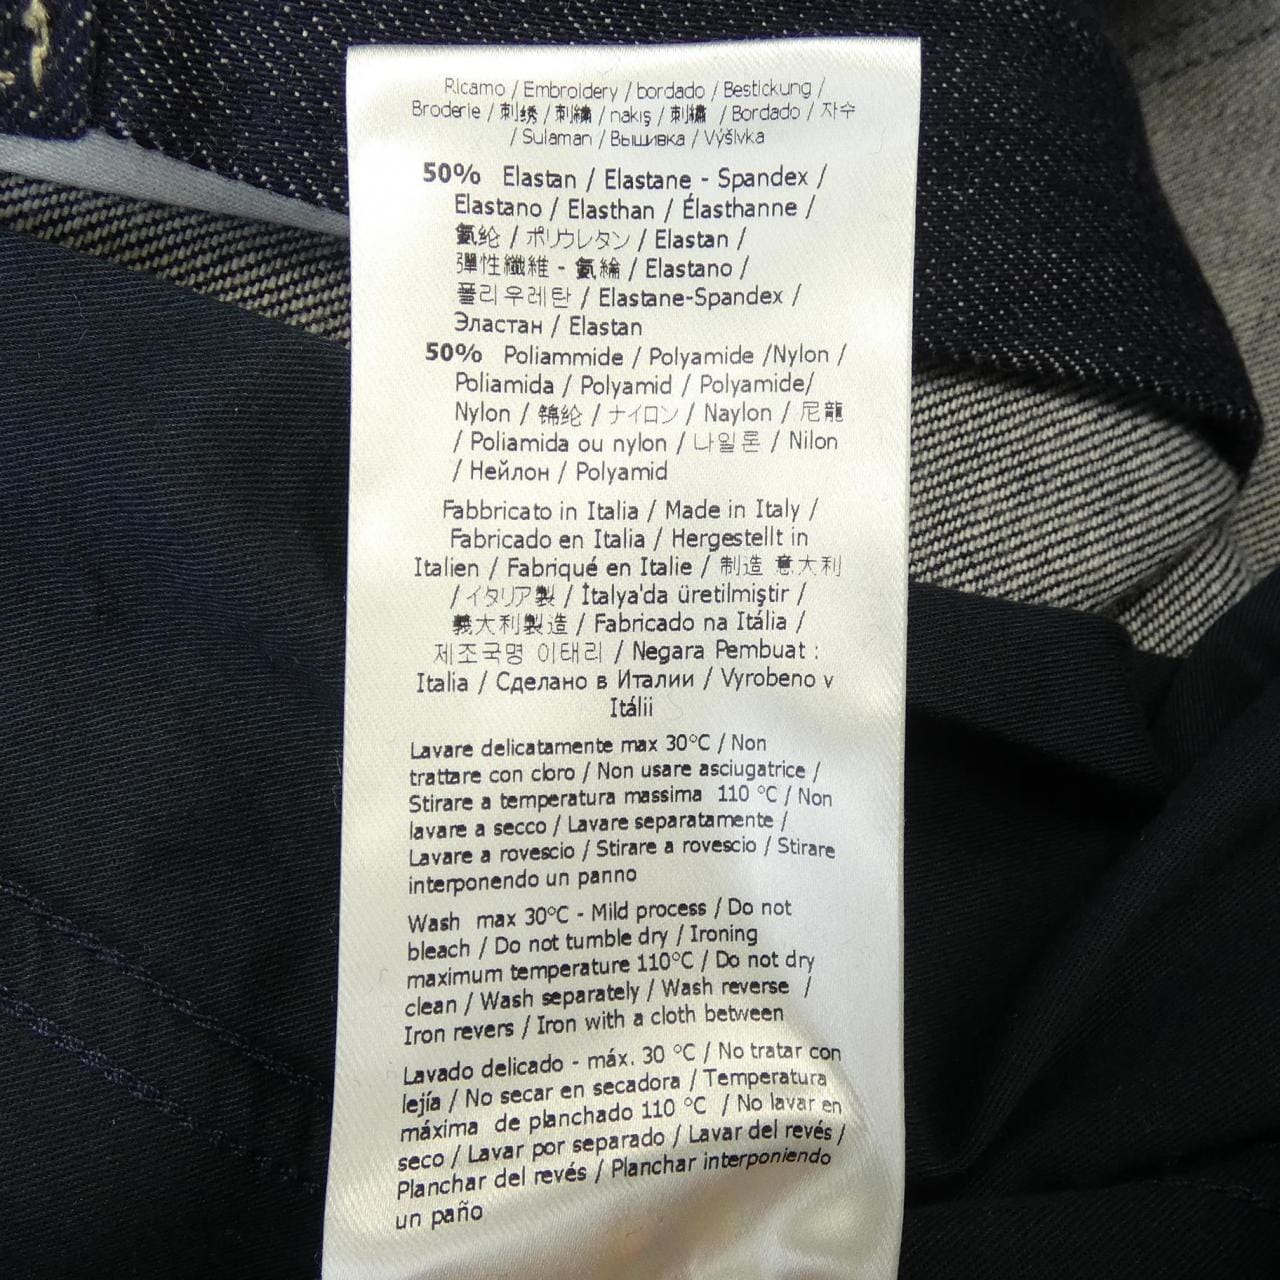 Ricamo / Embroidery / bordado / Bestickung /
Broderie / 刺绣 / 刺繍 / nakış / 刺繡 / Bordado / 자수
/ Sulaman / Вышивка / Výšivka
50% Elastan / Elastane - Spandex /
Elastano / Elasthan / Élasthanne /
氨纶 / ポリウレタン / Elastan /
彈性纖維 - 氨綸 / Elastano /
폴리우레탄 / Elastane-Spandex /
Эластан / Elastan
50% Poliammide / Polyamide /Nylon /
Poliamida / Polyamid / Polyamide/
Nylon / 锦纶 / ナイロン / Naylon / 尼龍
/ Poliamida ou nylon / 나일론 / Nilon
/ Нейлон / Polyamid
Fabbricato in Italia / Made in Italy /
Fabricado en Italia / Hergestellt in
Italien / Fabriqué en Italie / 制造 意大利
/ イタリア製 / İtalya'da üretilmiştir /
義大利製造 / Fabricado na Itália /
제조국명 이태리 / Negara Pembuat :
Italia / Сделано в Италии / Vyrobeno v
Itálii
Lavare delicatamente max 30°C / Non
trattare con cloro / Non usare asciugatrice /
Stirare a temperatura massima 110 °C / Non
lavare a secco / Lavare separatamente /
Lavare a rovescio / Stirare a rovescio / Stirare
interponendo un panno
Wash max 30°C - Mild process / Do not
bleach / Do not tumble dry / Ironing
maximum temperature 110°C / Do not dry
clean / Wash separately / Wash reverse /
Iron revers / Iron with a cloth between
Lavado delicado - máx. 30 °C / No tratar con
lejía / No secar en secadora / Temperatura
máxima de planchado 110 °C / No lavar en
seco / Lavar por separado / Lavar del revés /
Planchar del revés / Planchar interponiendo
un paño